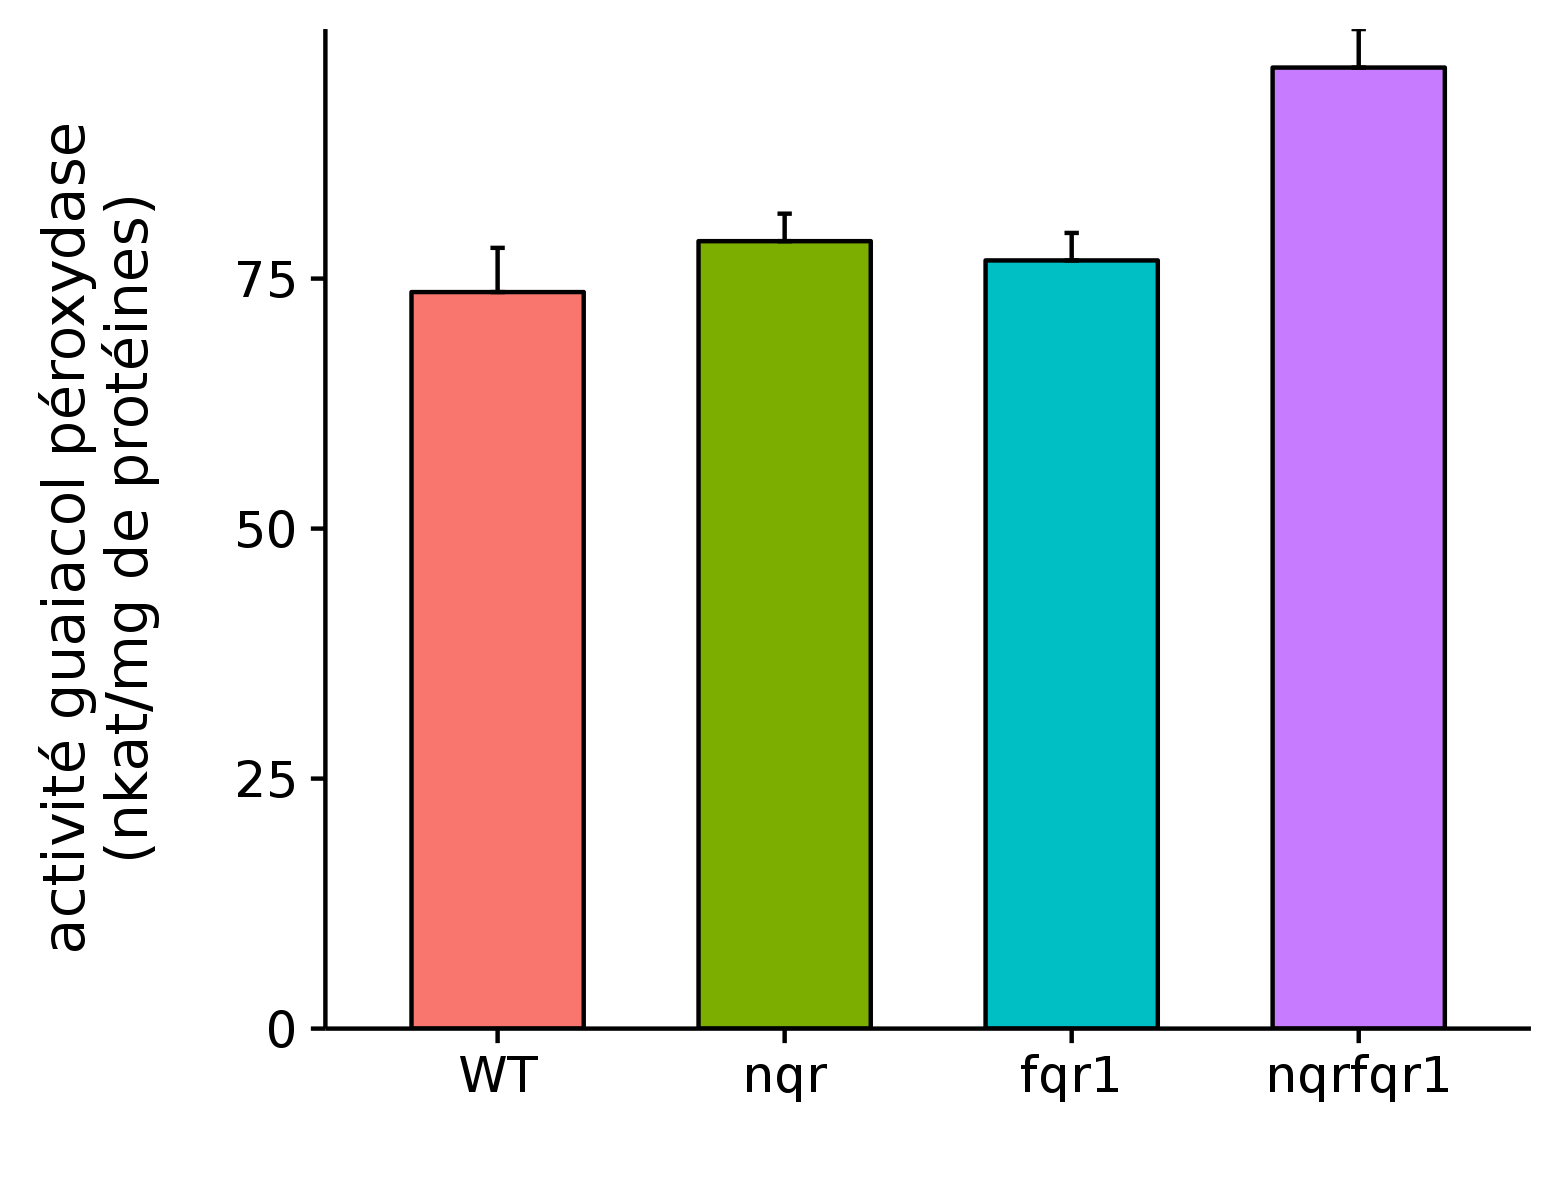 activité guaiacol péroxydase
(nkat/mg de protéines)
75
50
25
0
WT
nqr
fqr1
nqrfqr1